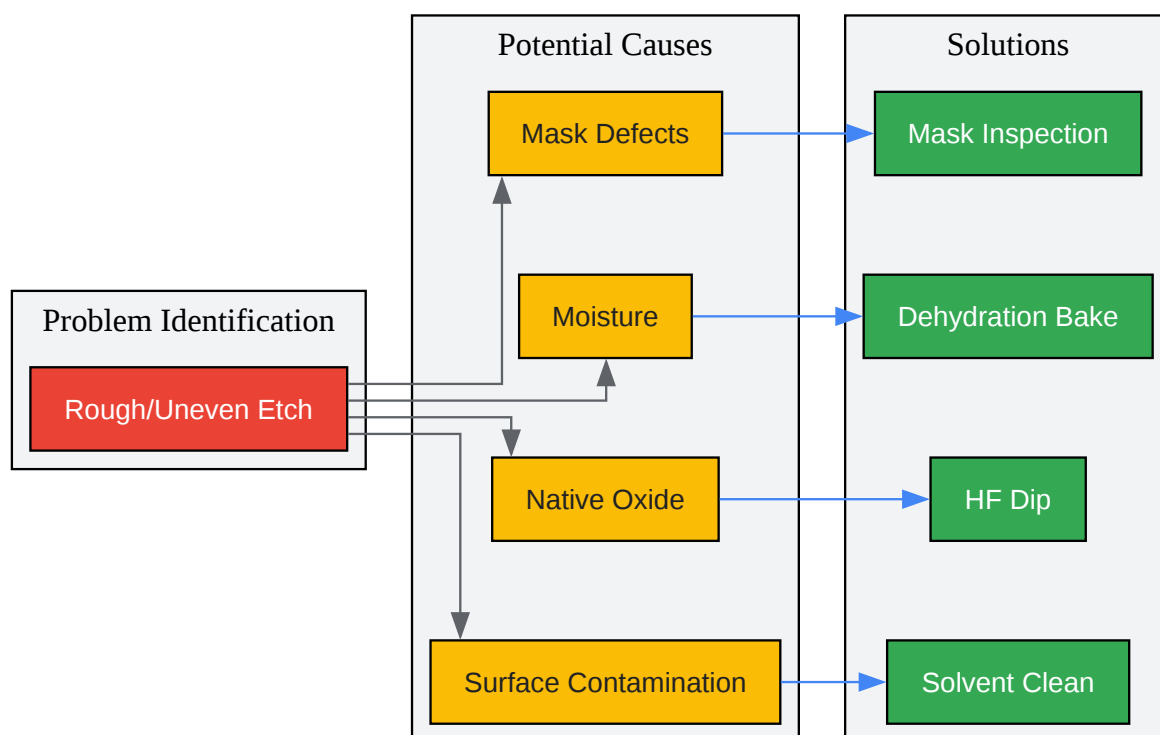 Potential Causes
Solutions
Mask Defects
Mask Inspection
Moisture
Dehydration Bake
Problem Identification
Rough/Uneven Etch
Native Oxide
HF Dip
Surface Contamination
Solvent Clean